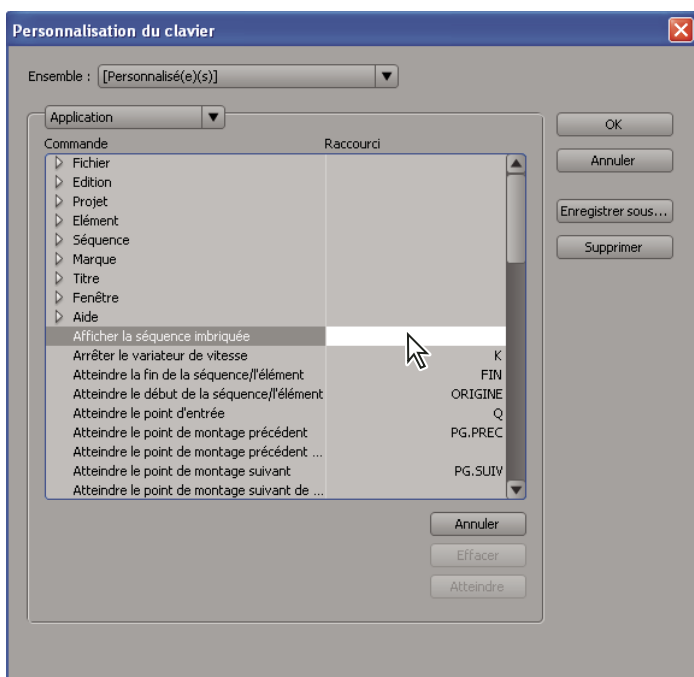 Personnalisation du clavier
Ensemble : [Personnalisé(e)(s)]
Application
Commande Raccourci
Fichier
Edition
Projet
Elément
Séquence
Marque
Titre
Fenêtre
Aide
Afficher la séquence imbriquée
Arrêter le variateur de vitesse K
Atteindre la fin de la séquence/l'élément FIN
Atteindre le début de la séquence/l'élément ORIGINE
Atteindre le point d'entrée Q
Atteindre le point de montage précédent PG.PREC
Atteindre le point de montage précédent ...
Atteindre le point de montage suivant PG.SUIV
Atteindre le point de montage suivant de ...
Annuler
Effacer
Atteindre
OK
Annuler
Enregistrer sous...
Supprimer